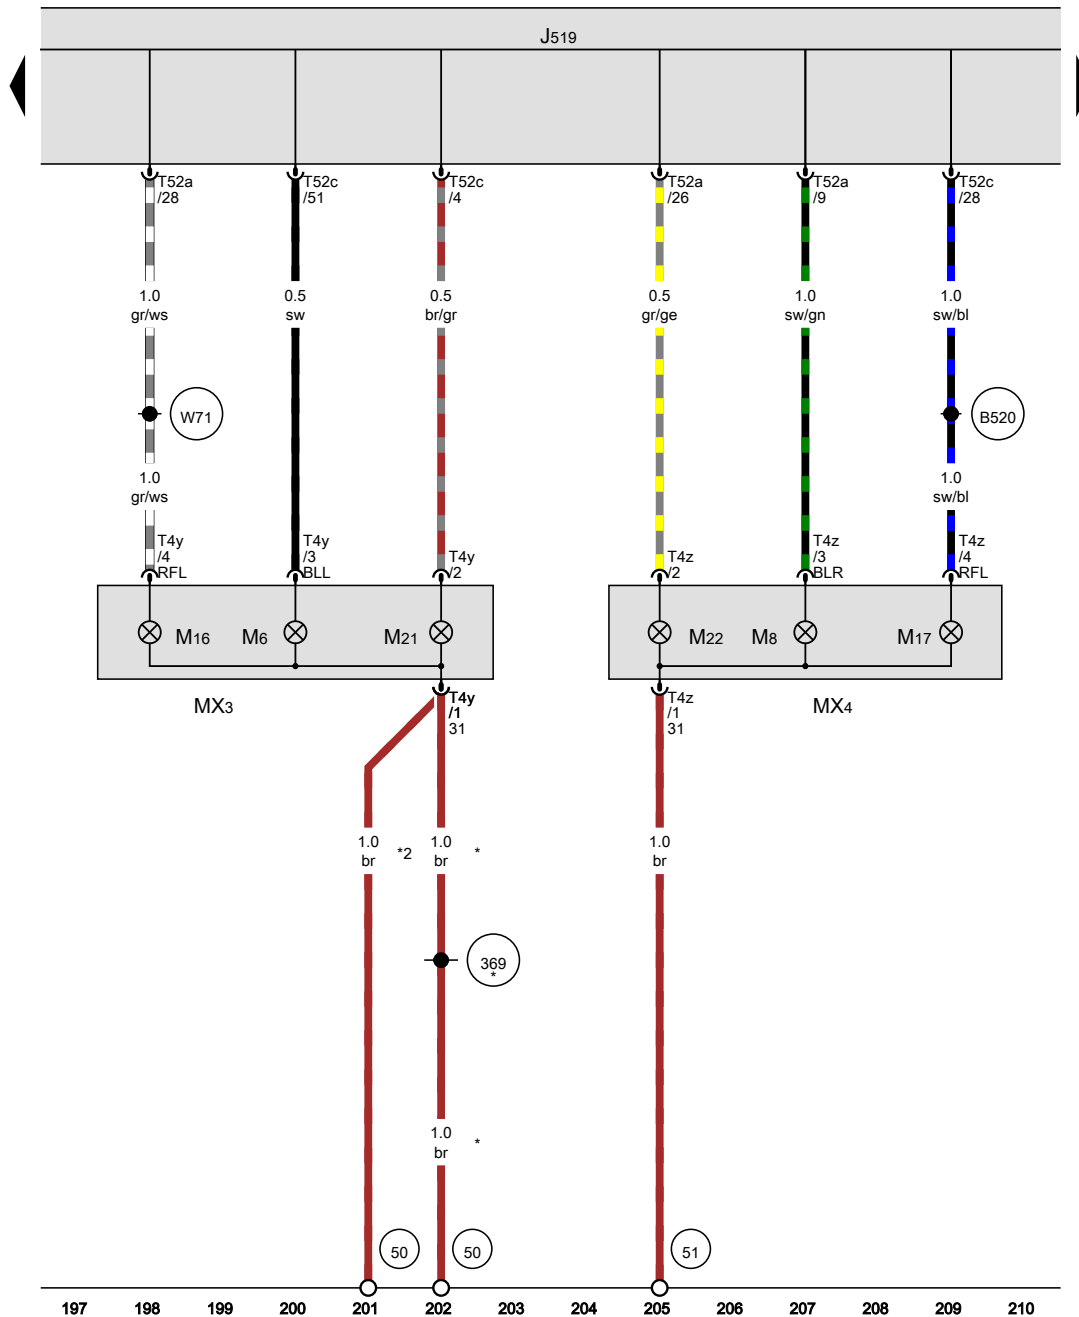 J519
T52a T52c T52c T52a T52a T52c
/28 /51 /4 /26 /9 /28
1.0 0.5 0.5 0.5 1.0 1.0
gr/ws sw br/gr gr/ge sw/gn sw/bl
W71 B520
1.0 1.0
gr/ws sw/bl
T4y T4y T4y T4z T4z T4z
/4 /3 /2 /2 /3 /4
RFL BLL BLR RFL
M16 M6 M21 M22 M8 M17
MX3 T4y T4z MX4
/1 /1
31 31
1.0 *2 1.0 * 1.0
br br br
369
*
1.0 *
br
50 50 51
197 198 199 200 201 202 203 204 205 206 207 208 209 210